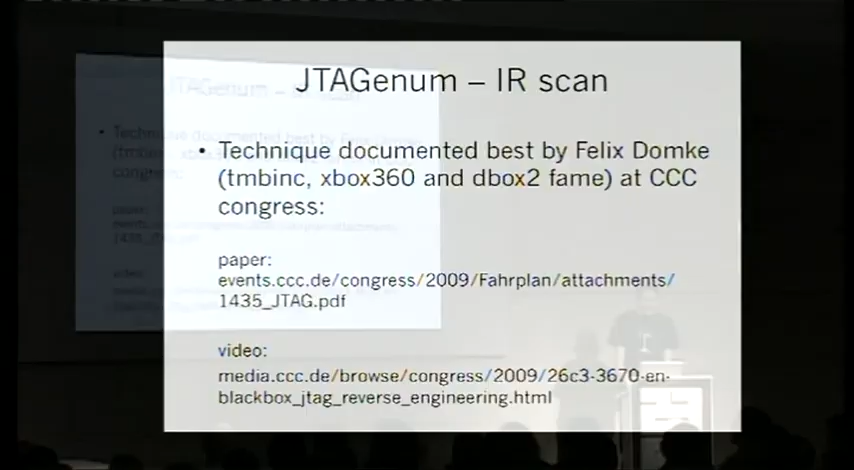 JTAGenum – IR scan
• Technique documented best by Felix Domke
(tmbinc, xbox360 and dbox2 fame) at CCC
congress:
paper:
events.ccc.de/congress/2009/Fahrplan/attachments/
1435_JTAG.pdf
video:
media.ccc.de/browse/congress/2009/26c3-3670-en-
blackbox_jtag_reverse_engineering.html